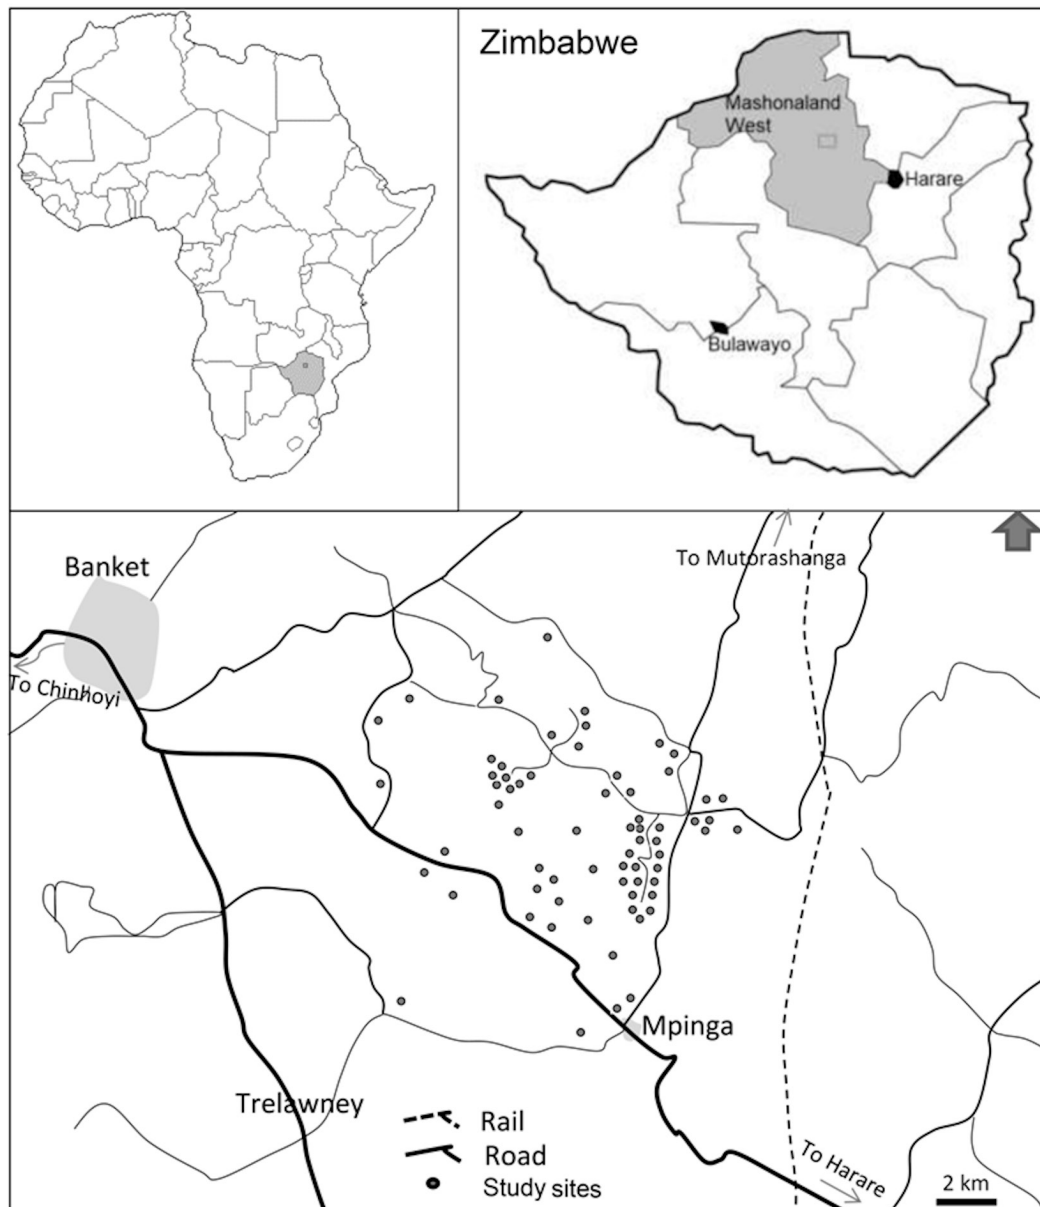 Zimbabwe
Mashonaland
West
Harare
Bulawayo
Banket
To Mutorashanga
To Chinhoyi
Mpinga
Trelawney
Rail
Road
Study sites
To Harare
2 km